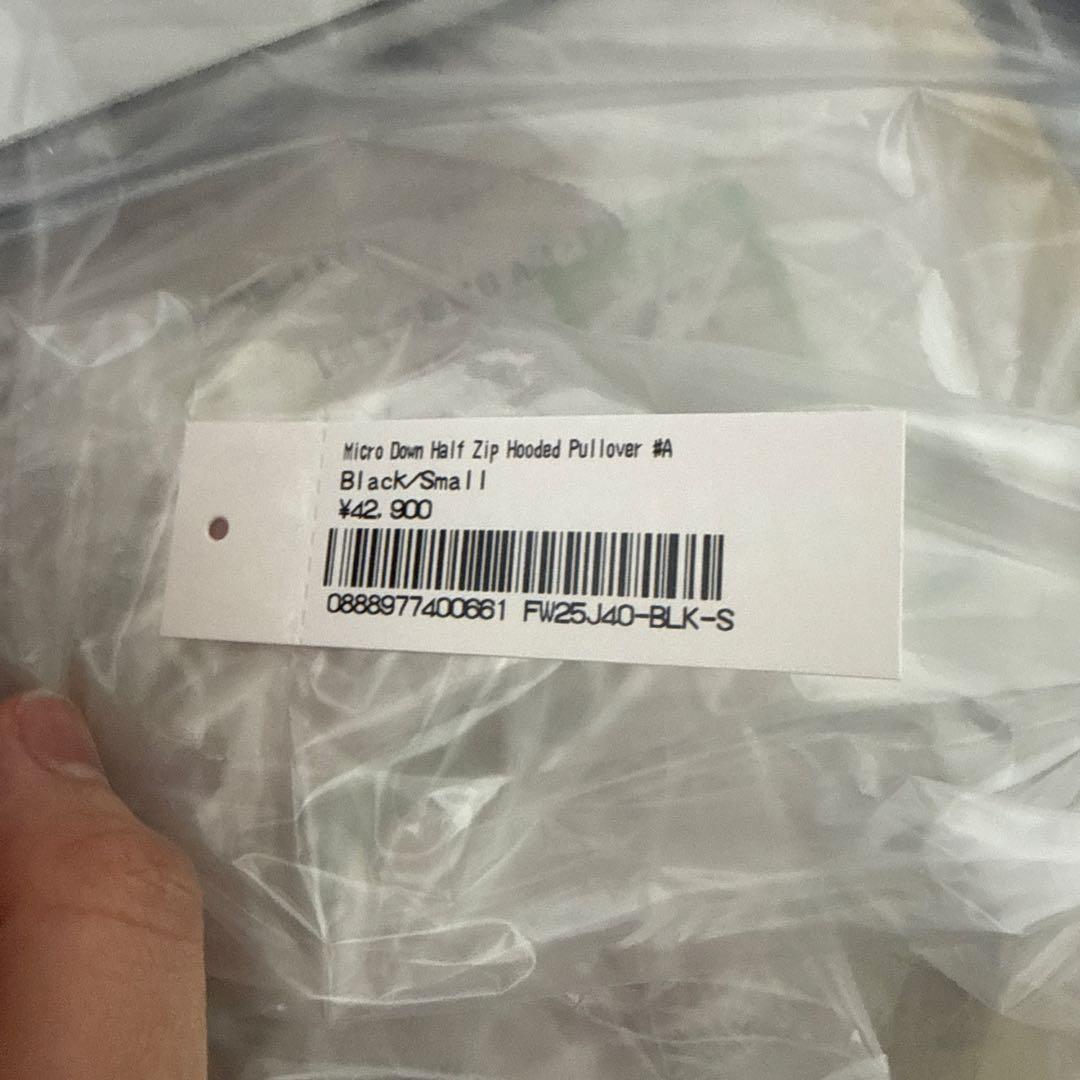 Micro Down Half Zip Hooded Pullover #A
Black/Small
¥42,900
0888977400661 FW25J40-BLK-S